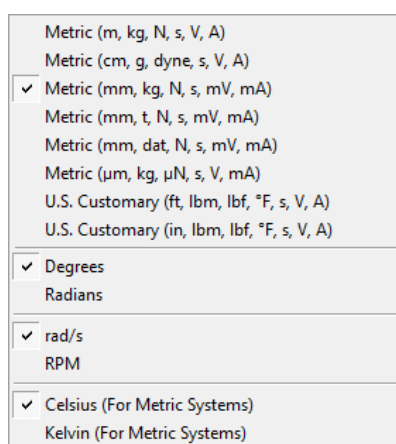 Metric (m, kg, N, s, V, A)
Metric (cm, g, dyne, s, V, A)
Metric (mm, kg, N, s, mV, mA)
Metric (mm, t, N, s, mV, mA)
Metric (mm, dat, N, s, mV, mA)
Metric (µm, kg, µN, s, V, mA)
U.S. Customary (ft, lbm, lbf, °F, s, V, A)
U.S. Customary (in, lbm, lbf, °F, s, V, A)
Degrees
Radians
rad/s
RPM
Celsius (For Metric Systems)
Kelvin (For Metric Systems)